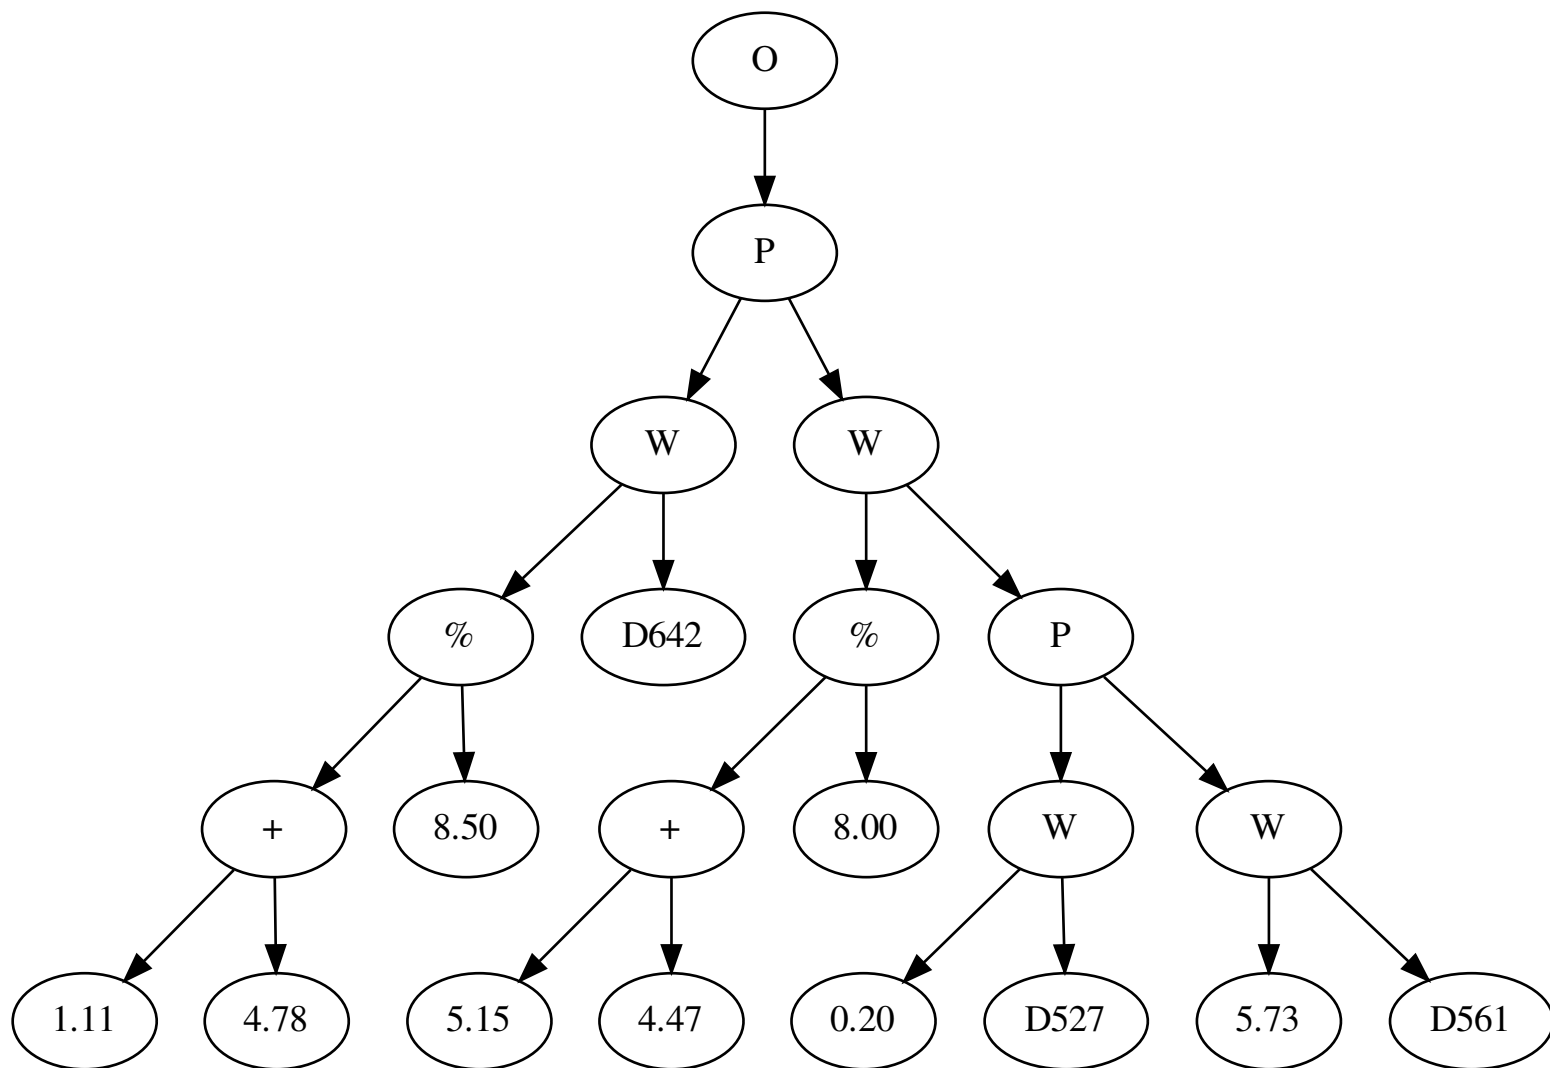 O
P
W W
% D642 % P
+ 8.50 + 8.00 W W
1.11 4.78 5.15 4.47 0.20 D527 5.73 D561